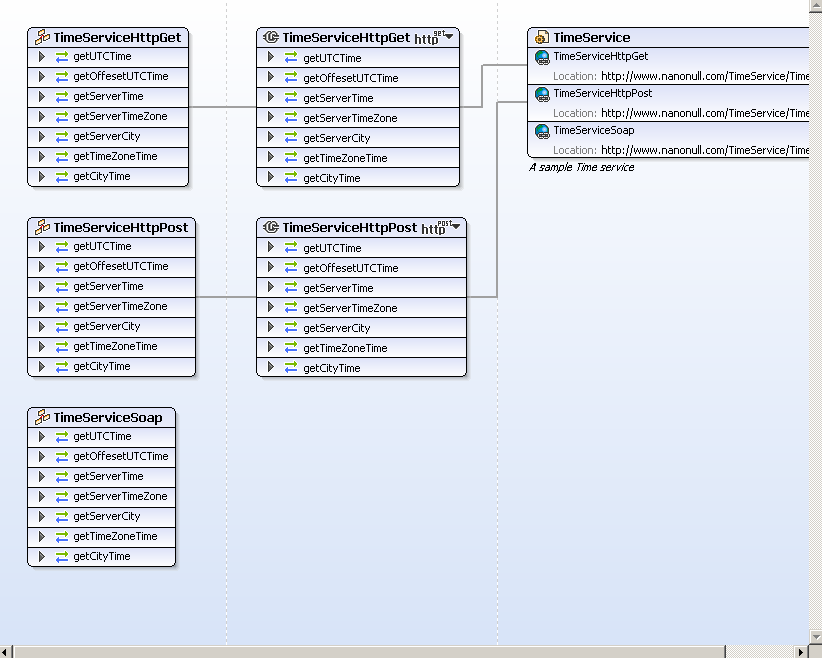 TimeServiceHttpGet
getUTCTime
getOffesetUTCTime
getServerTime
getServerTimeZone
getServerCity
getTimeZoneTime
getCityTime
TimeServiceHttpGet http get
getUTCTime
getOffesetUTCTime
getServerTime
getServerTimeZone
getServerCity
getTimeZoneTime
getCityTime
TimeService
TimeServiceHttpGet
Location: http://www.nanonull.com/TimeService/Time
TimeServiceHttpPost
Location: http://www.nanonull.com/TimeService/Time
TimeServiceSoap
Location: http://www.nanonull.com/TimeService/Time
A sample Time service
TimeServiceHttpPost
getUTCTime
getOffesetUTCTime
getServerTime
getServerTimeZone
getServerCity
getTimeZoneTime
getCityTime
TimeServiceHttpPost http post
getUTCTime
getOffesetUTCTime
getServerTime
getServerTimeZone
getServerCity
getTimeZoneTime
getCityTime
TimeServiceSoap
getUTCTime
getOffesetUTCTime
getServerTime
getServerTimeZone
getServerCity
getTimeZoneTime
getCityTime